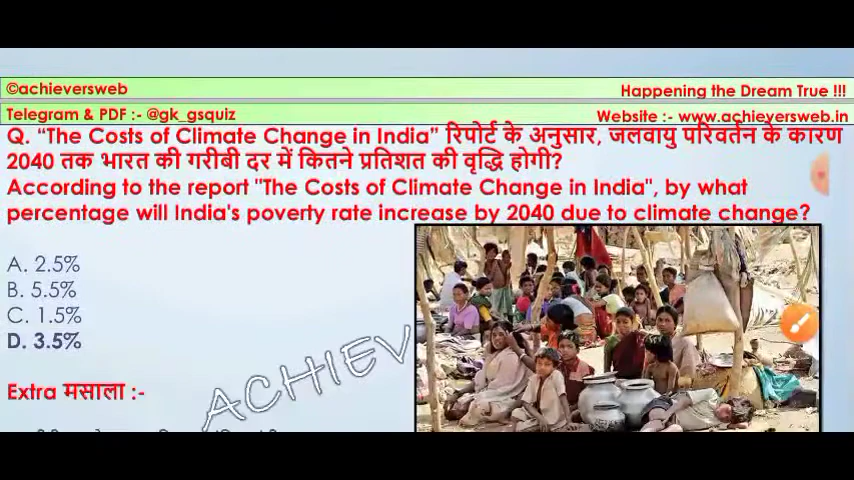 ©achieversweb
Happening the Dream True !!!
Telegram & PDF :- @gk_gsquiz
Website :- www.achieversweb.in
Q. “The Costs of Climate Change in India” रिपोर्ट के अनुसार, जलवायु परिवर्तन के कारण
2040 तक भारत की गरीबी दर में कितने प्रतिशत की वृद्धि होगी?
According to the report "The Costs of Climate Change in India", by what
percentage will India's poverty rate increase by 2040 due to climate change?
A. 2.5%
B. 5.5%
C. 1.5%
D. 3.5%
ACHIEV
Extra मसाला :-